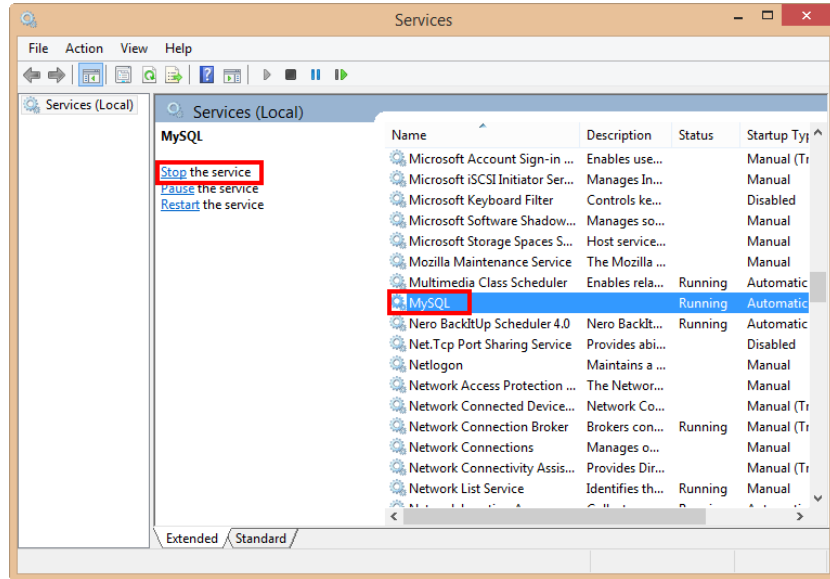 Services
File Action View Help
Services (Local)
Services (Local)
MySQL
Stop the service
Pause the service
Restart the service
Name Description Status Startup Typ
Microsoft Account Sign-in ... Enables use... Manual (Tr
Microsoft iSCSI Initiator Ser... Manages In... Manual
Microsoft Keyboard Filter Controls ke... Disabled
Microsoft Software Shadow... Manages so... Manual
Microsoft Storage Spaces S... Host service... Manual
Mozilla Maintenance Service The Mozilla ... Manual
Multimedia Class Scheduler Enables rela... Running Automatic
MySQL Running Automatic
Nero BackItUp Scheduler 4.0 Nero BackIt... Running Automatic
Net.Tcp Port Sharing Service Provides abi... Disabled
Netlogon Maintains a ... Manual
Network Access Protection ... The Networ... Manual
Network Connected Device... Network Co... Manual (Tr
Network Connection Broker Brokers con... Running Manual (Tr
Network Connections Manages o... Manual
Network Connectivity Assis... Provides Dir... Manual (Tr
Network List Service Identifies th... Running Manual
Extended Standard